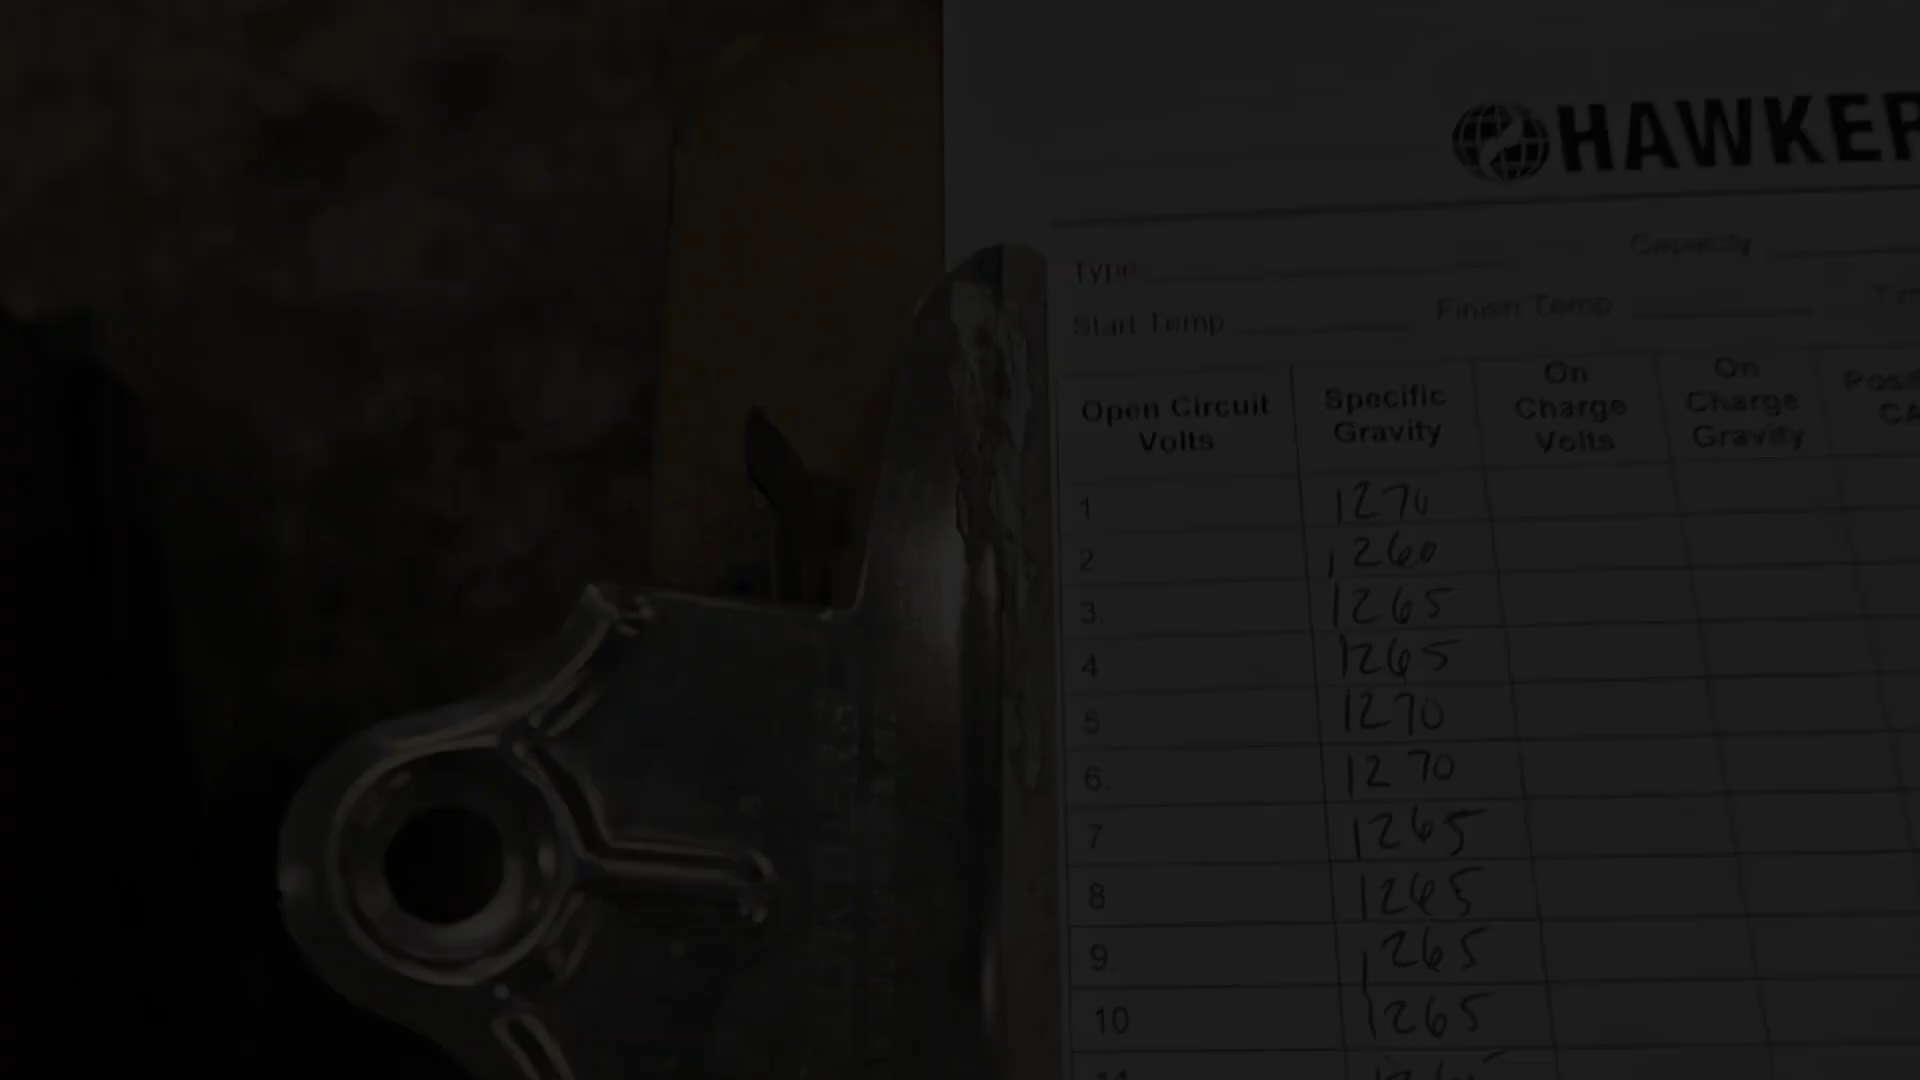 HAWKER
Type Capacity
Start Temp Finish Temp
Open Circuit Volts Specific Gravity On Charge Volts On Charge Gravity
1. 1270
2 1260
3. 1265
4 1265
5. 1270
6. 1270
7. 1265
8. 1265
9. 1265
10 1265